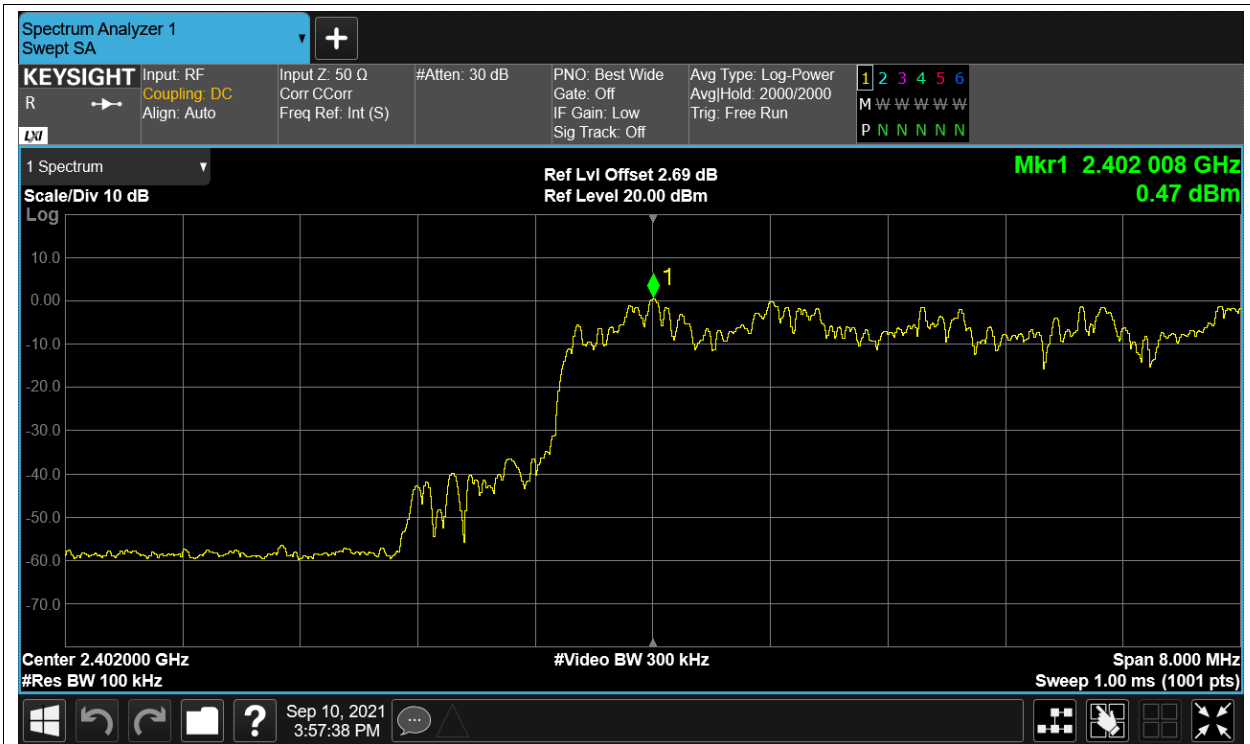 Spectrum Analyzer 1
Swept SA
+
KEYSIGHT
R
LXI
Input: RF
Coupling: DC
Align: Auto
Input Z: 50 Ω
Corr CCorr
Freq Ref: Int (S)
#Atten: 30 dB
PNO: Best Wide
Gate: Off
IF Gain: Low
Sig Track: Off
Avg Type: Log-Power
Avg|Hold: 2000/2000
Trig: Free Run
1 2 3 4 5 6
M W W W W W
P N N N N N
1 Spectrum
Scale/Div 10 dB
Ref Lvl Offset 2.69 dB
Ref Level 20.00 dBm
Mkr1 2.402 008 GHz
0.47 dBm
Log
10.0
0.00
-10.0
-20.0
-30.0
-40.0
-50.0
-60.0
-70.0
1
Center 2.402000 GHz
#Video BW 300 kHz
Span 8.000 MHz
#Res BW 100 kHz
Sweep 1.00 ms (1001 pts)
?
Sep 10, 2021
3:57:38 PM